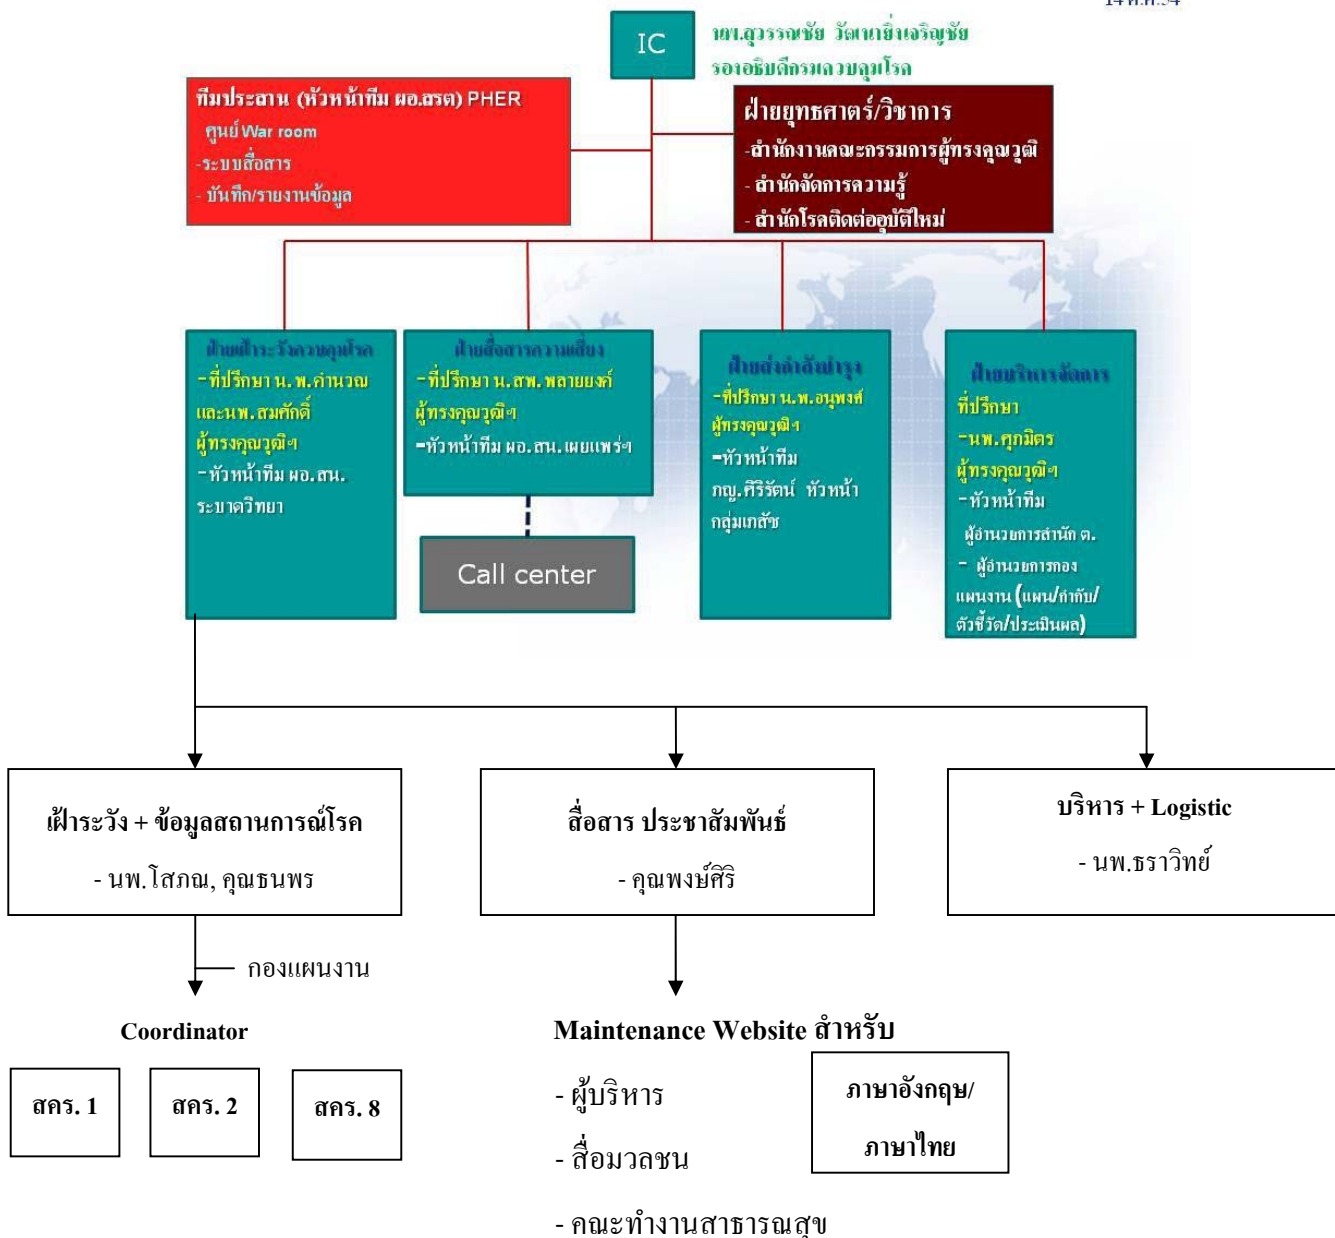 IC
นพ.สุวรรณชัย วัฒนายิ่งเจริญชัย
รองอธิบดีกรมควบคุมโรค
ทีมประสาน (หัวหน้าทีม ผอ.สรต) PHER
ศูนย์ War room
-ระบบสื่อสาร
- บันทึก/รายงานข้อมูล
ฝ่ายยุทธศาตร์/วิชาการ
-สำนักงานคณะกรรมการผู้ทรงคุณวุฒิ
- สำนักจัดการความรู้
- สำนักโรคติดต่ออุบัติใหม่
ฝ่ายเฝ้าระวังควบคุมโรค
-ที่ปรึกษา น.พ.คำนวณ
และนพ.สมศักดิ์
ผู้ทรงคุณวุฒิฯ
-หัวหน้าทีม ผอ.สน.
ระบาดวิทยา
ฝ่ายสื่อสารความเสี่ยง
-ที่ปรึกษา น.สพ.พลายยงค์
ผู้ทรงคุณวุฒิฯ
-หัวหน้าทีม ผอ.สน.เผยแพร่ฯ
Call center
ฝ่ายส่งกำลังบำรุง
-ที่ปรึกษา น.พ.อนุพงศ์
ผู้ทรงคุณวุฒิฯ
-หัวหน้าทีม
ภญ.ศิริรัตน์ หัวหน้า
กลุ่มเภสัช
ฝ่ายบริหารจัดการ
ที่ปรึกษา
-นพ.ศุภมิตร
ผู้ทรงคุณวุฒิฯ
-หัวหน้าทีม
ผู้อำนวยการสำนัก ต.
- ผู้อำนวยการกอง
แผนงาน (แผน/กำกับ/
ตัวชี้วัด/ประเมินผล)
เฝ้าระวัง + ข้อมูลสถานการณ์โรค
- นพ.โสภณ, คุณธนพร
สื่อสาร ประชาสัมพันธ์
- คุณพงษ์ศิริ
บริหาร + Logistic
- นพ.ธราวิทย์
กองแผนงาน
Coordinator
สคร. 1
สคร. 2
สคร. 8
Maintenance Website สำหรับ
- ผู้บริหาร
- สื่อมวลชน
- คณะทำงานสาธารณสุข
ภาษาอังกฤษ/
ภาษาไทย